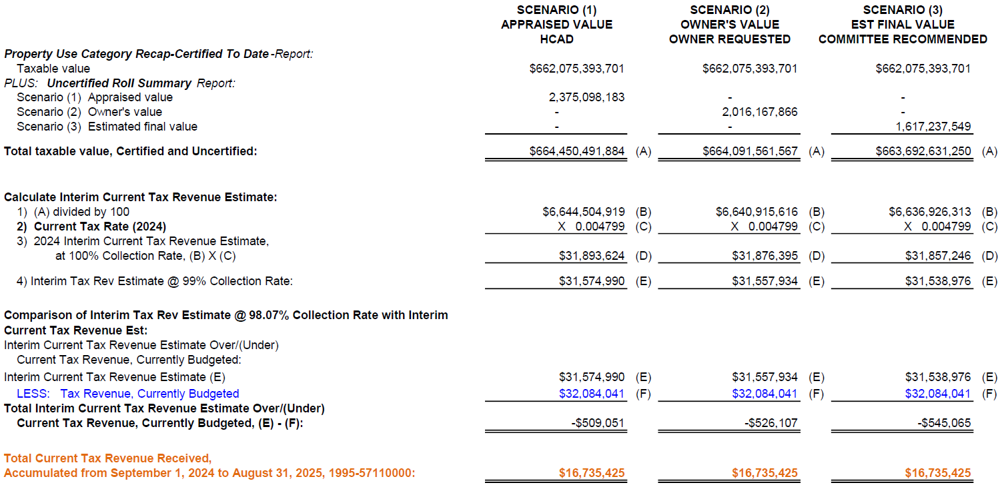 SCENARIO (1) SCENARIO (2) SCENARIO (3)
APPRAISED VALUE OWNER'S VALUE EST FINAL VALUE
HCAD OWNER REQUESTED COMMITTEE RECOMMENDED
Property Use Category Recap-Certified To Date -Report:
Taxable value $662,075,393,701 $662,075,393,701 $662,075,393,701
PLUS: Uncertified Roll Summary Report:
Scenario (1) Appraised value 2,375,098,183 - -
Scenario (2) Owner's value - 2,016,167,866 -
Scenario (3) Estimated final value - - 1,617,237,549
Total taxable value, Certified and Uncertified: $664,450,491,884 (A) $664,091,561,567 (A) $663,692,631,250 (A)
Calculate Interim Current Tax Revenue Estimate:
1) (A) divided by 100 $6,644,504,919 (B) $6,640,915,616 (B) $6,636,926,313 (B)
2) Current Tax Rate (2024) X 0.004799 (C) X 0.004799 (C) X 0.004799 (C)
3) 2024 Interim Current Tax Revenue Estimate,
at 100% Collection Rate, (B) X (C) $31,893,624 (D) $31,876,395 (D) $31,857,246 (D)
4) Interim Tax Rev Estimate @ 99% Collection Rate: $31,574,990 (E) $31,557,934 (E) $31,538,976 (E)
Comparison of Interim Tax Rev Estimate @ 98.07% Collection Rate with Interim
Current Tax Revenue Est:
Interim Current Tax Revenue Estimate Over/(Under)
Current Tax Revenue, Currently Budgeted:
Interim Current Tax Revenue Estimate (E) $31,574,990 (E) $31,557,934 (E) $31,538,976 (E)
LESS: Tax Revenue, Currently Budgeted $32,084,041 (F) $32,084,041 (F) $32,084,041 (F)
Total Interim Current Tax Revenue Estimate Over/(Under)
Current Tax Revenue, Currently Budgeted, (E) - (F): -$509,051 -$526,107 -$545,065
Total Current Tax Revenue Received,
Accumulated from September 1, 2024 to August 31, 2025, 1995-57110000: $16,735,425 $16,735,425 $16,735,425